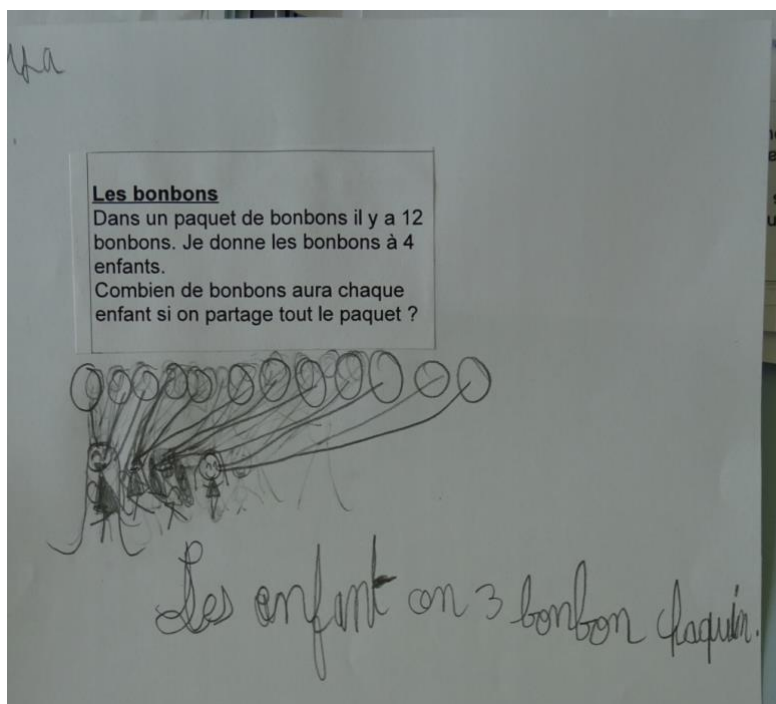 Les bonbons
Dans un paquet de bonbons il y a 12
bonbons. Je donne les bonbons à 4
enfants.
Combien de bonbons aura chaque
enfant si on partage tout le paquet ?
Les enfant on 3 bonbon chaquin.